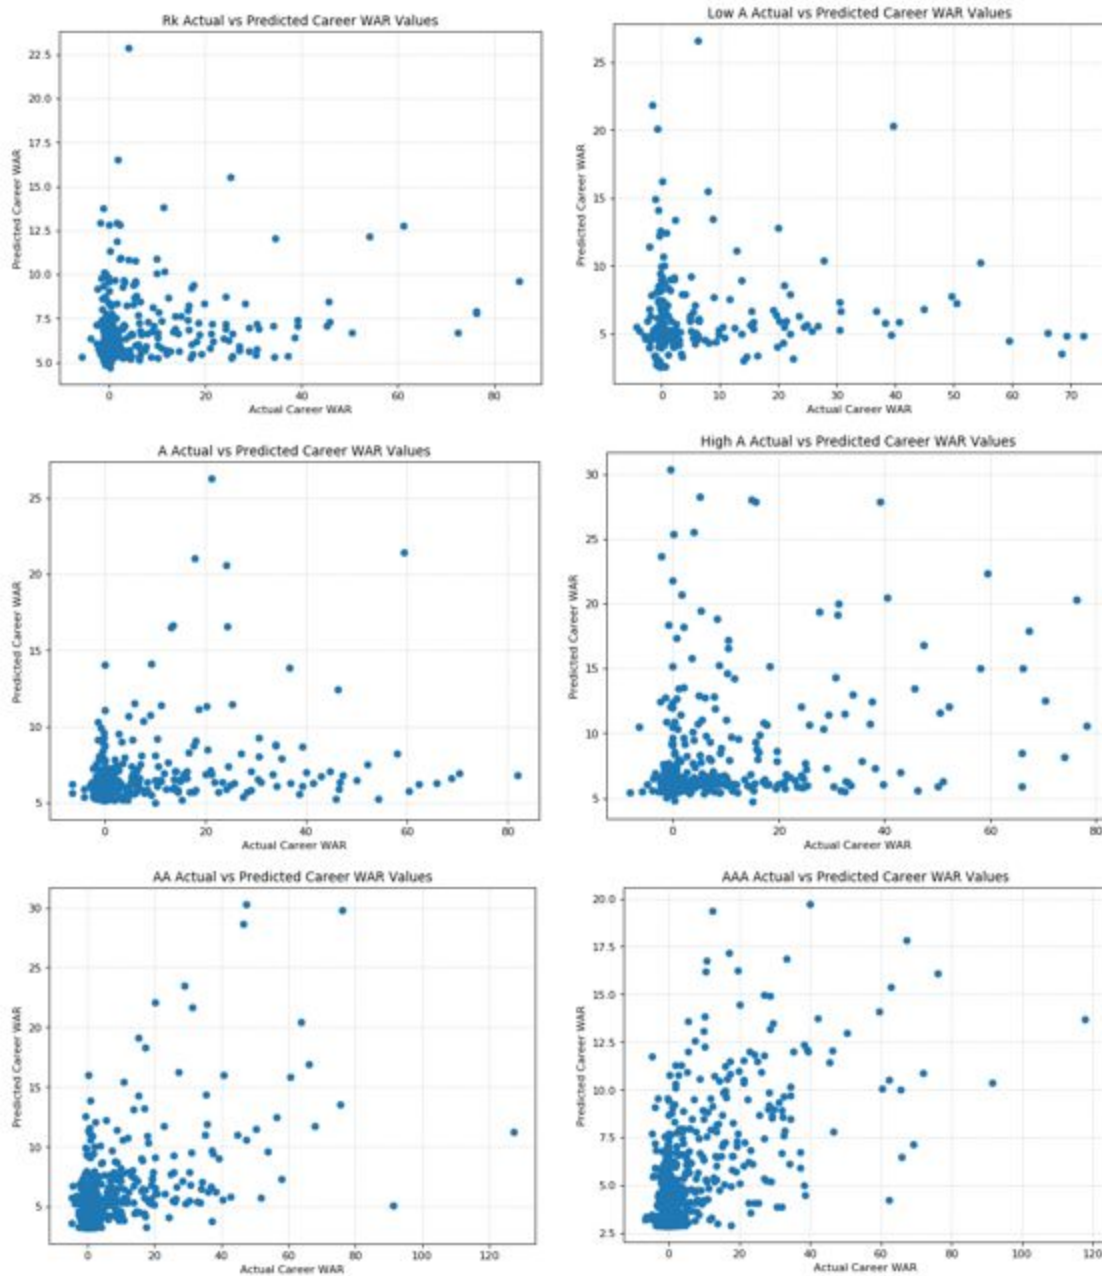 Rk Actual vs Predicted Career WAR Values
22.5
20.0
17.5
15.0
12.5
10.0
7.5
5.0
Predicted Career WAR
0 20 40 60 80
Actual Career WAR
Low A Actual vs Predicted Career WAR Values
25
20
15
10
5
Predicted Career WAR
0 10 20 30 40 50 60 70
Actual Career WAR
A Actual vs Predicted Career WAR Values
25
20
15
10
5
Predicted Career WAR
0 20 40 60 80
Actual Career WAR
High A Actual vs Predicted Career WAR Values
30
25
20
15
10
5
Predicted Career WAR
0 20 40 60 80
Actual Career WAR
AA Actual vs Predicted Career WAR Values
30
25
20
15
10
5
Predicted Career WAR
0 20 40 60 80 100 120
Actual Career WAR
AAA Actual vs Predicted Career WAR Values
20.0
17.5
15.0
12.5
10.0
7.5
5.0
2.5
Predicted Career WAR
0 20 40 60 80 100 120
Actual Career WAR